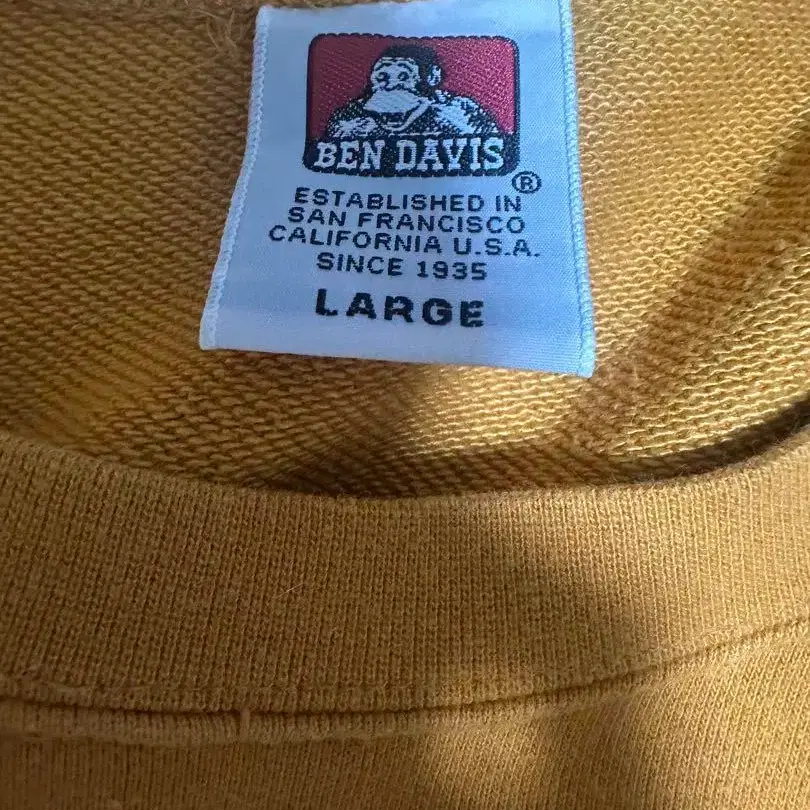 BEN DAVIS
®
ESTABLISHED IN
SAN FRANCISCO
CALIFORNIA U.S.A.
SINCE 1935
LARGE